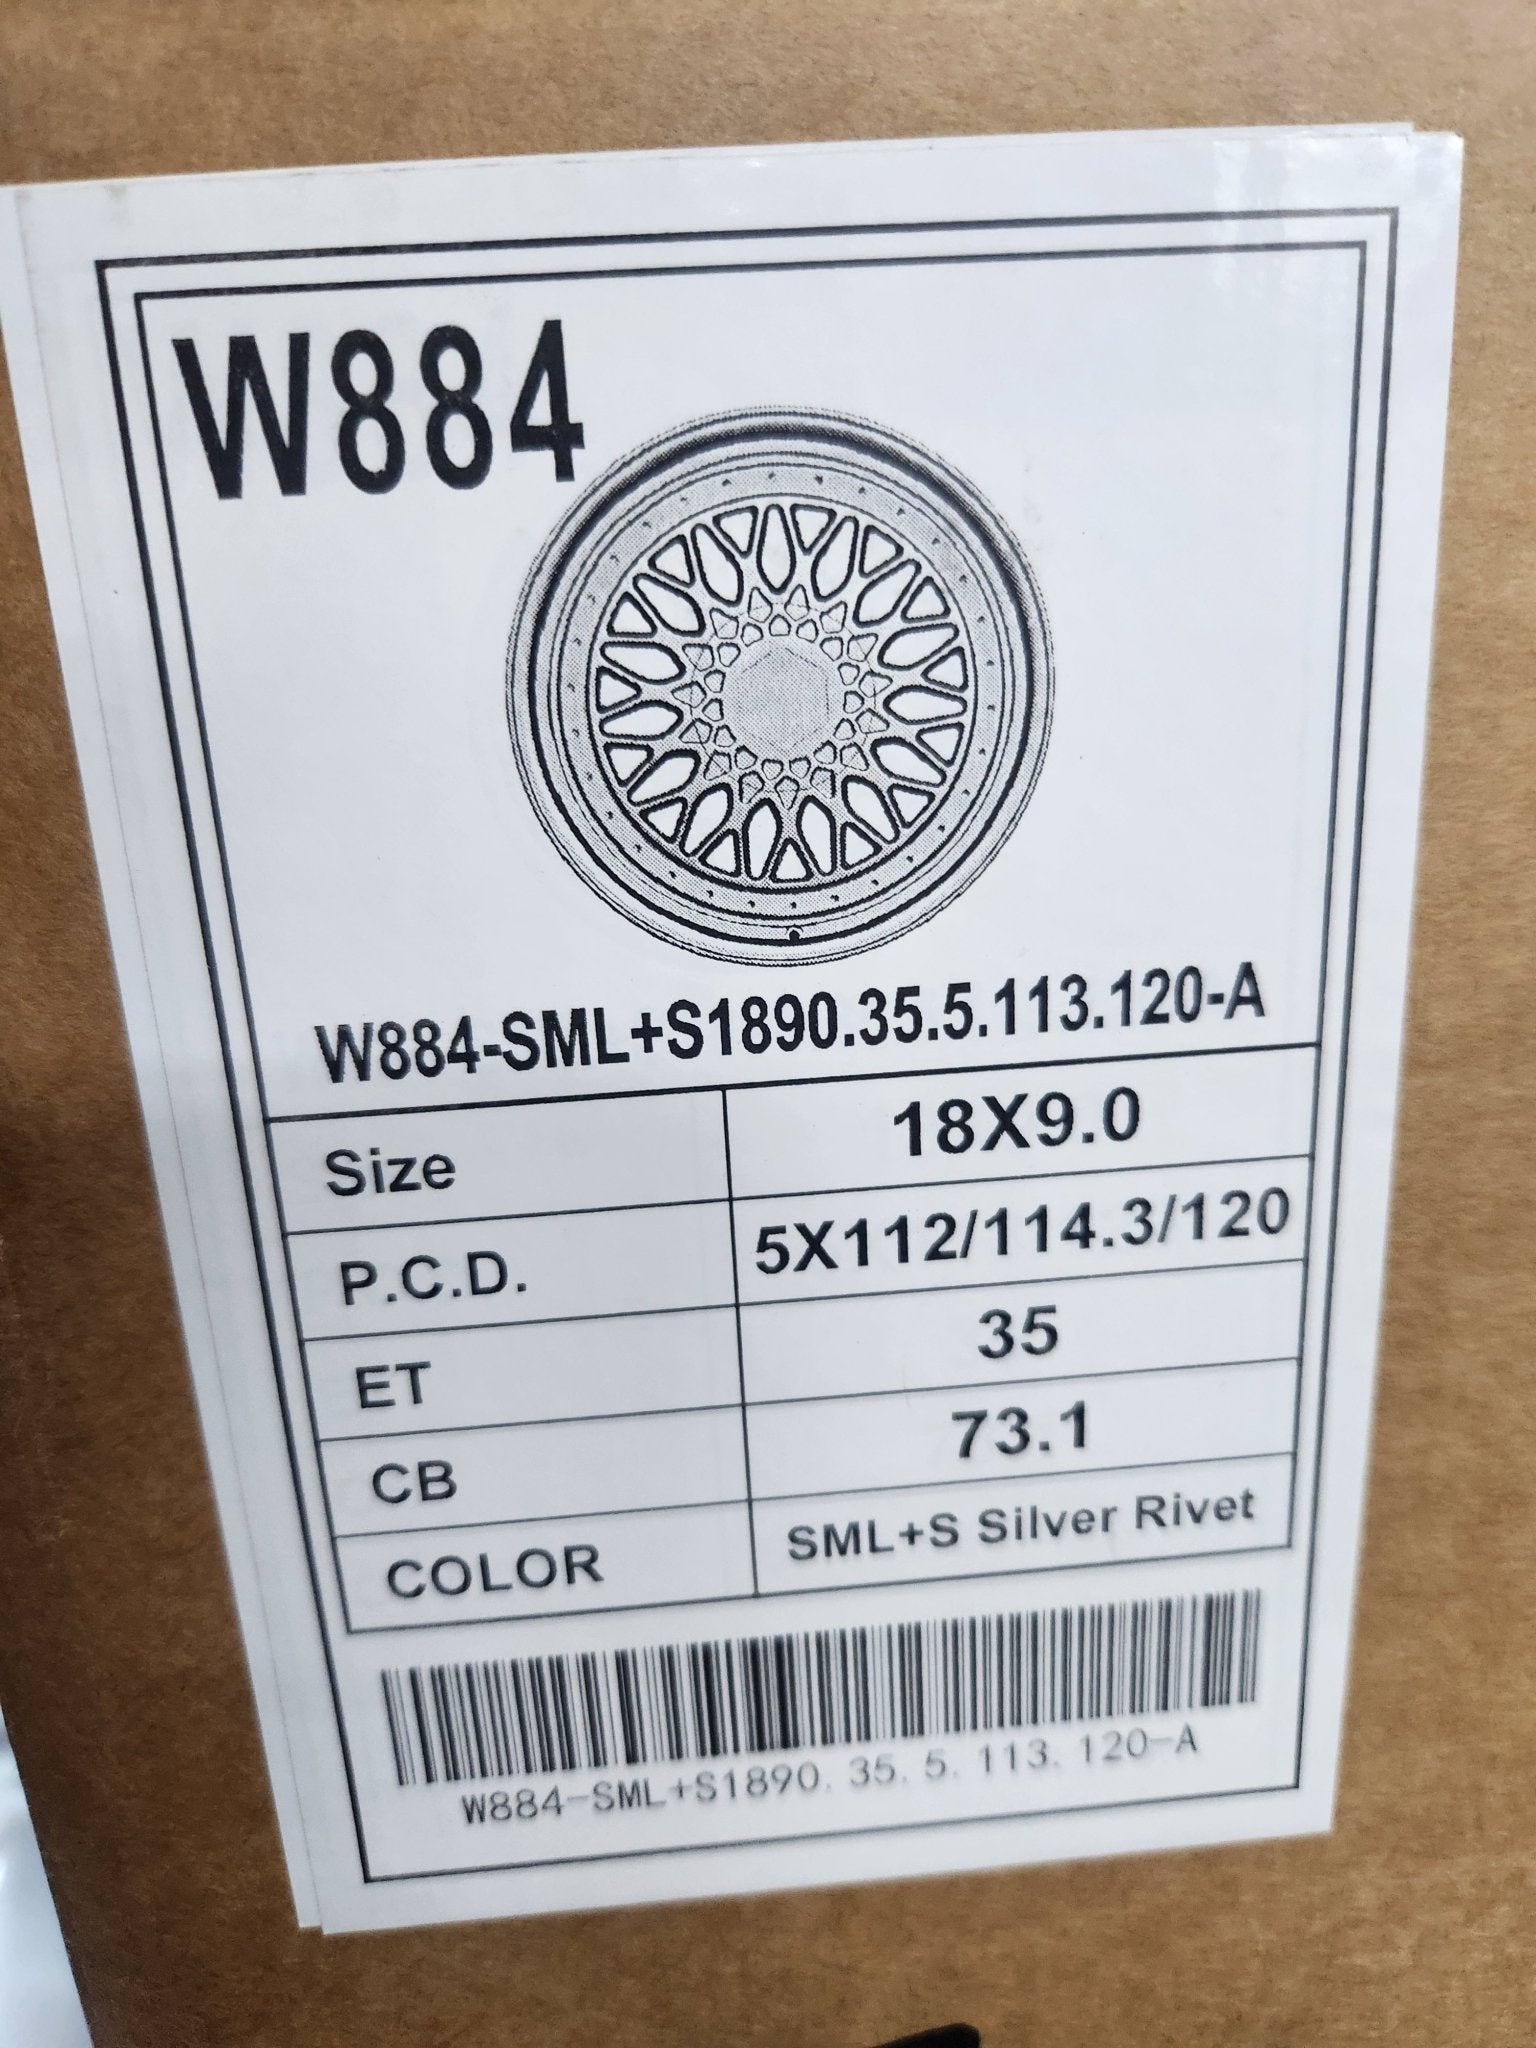 W884
W884-SML+S1890.35.5.113.120-A
Size 18X9.0
P.C.D. 5X112/114.3/120
ET 35
CB 73.1
COLOR SML+S Silver Rivet
W884-SML+S1890.35.5.113.120-A